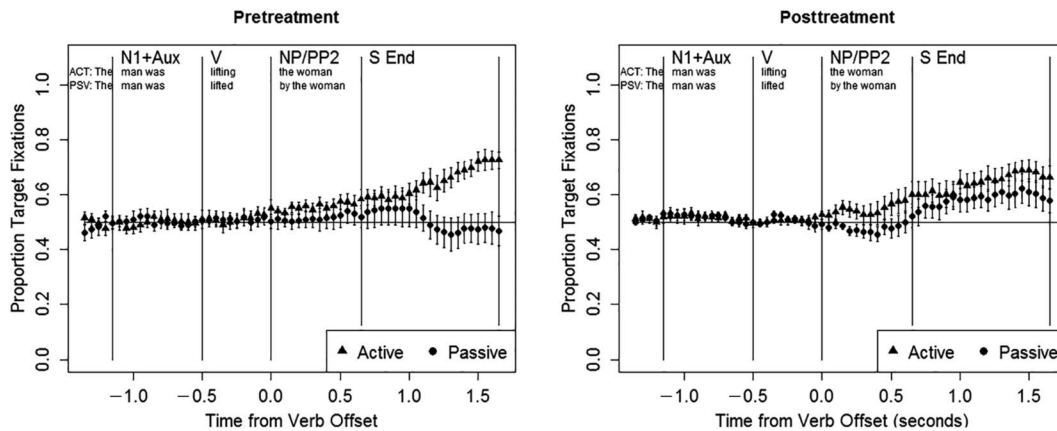 Pretreatment
N1+Aux V NP/PP2 S End
ACT: The man was lifting the woman
PSV: The man was lifted by the woman
Proportion Target Fixations
1.0
0.8
0.6
0.4
0.2
0.0
▲ Active ● Passive
−1.0 −0.5 0.0 0.5 1.0 1.5
Time from Verb Offset
Posttreatment
N1+Aux V NP/PP2 S End
ACT: The man was lifting the woman
PSV: The man was lifted by the woman
Proportion Target Fixations
1.0
0.8
0.6
0.4
0.2
0.0
▲ Active ● Passive
−1.0 −0.5 0.0 0.5 1.0 1.5
Time from Verb Offset (seconds)